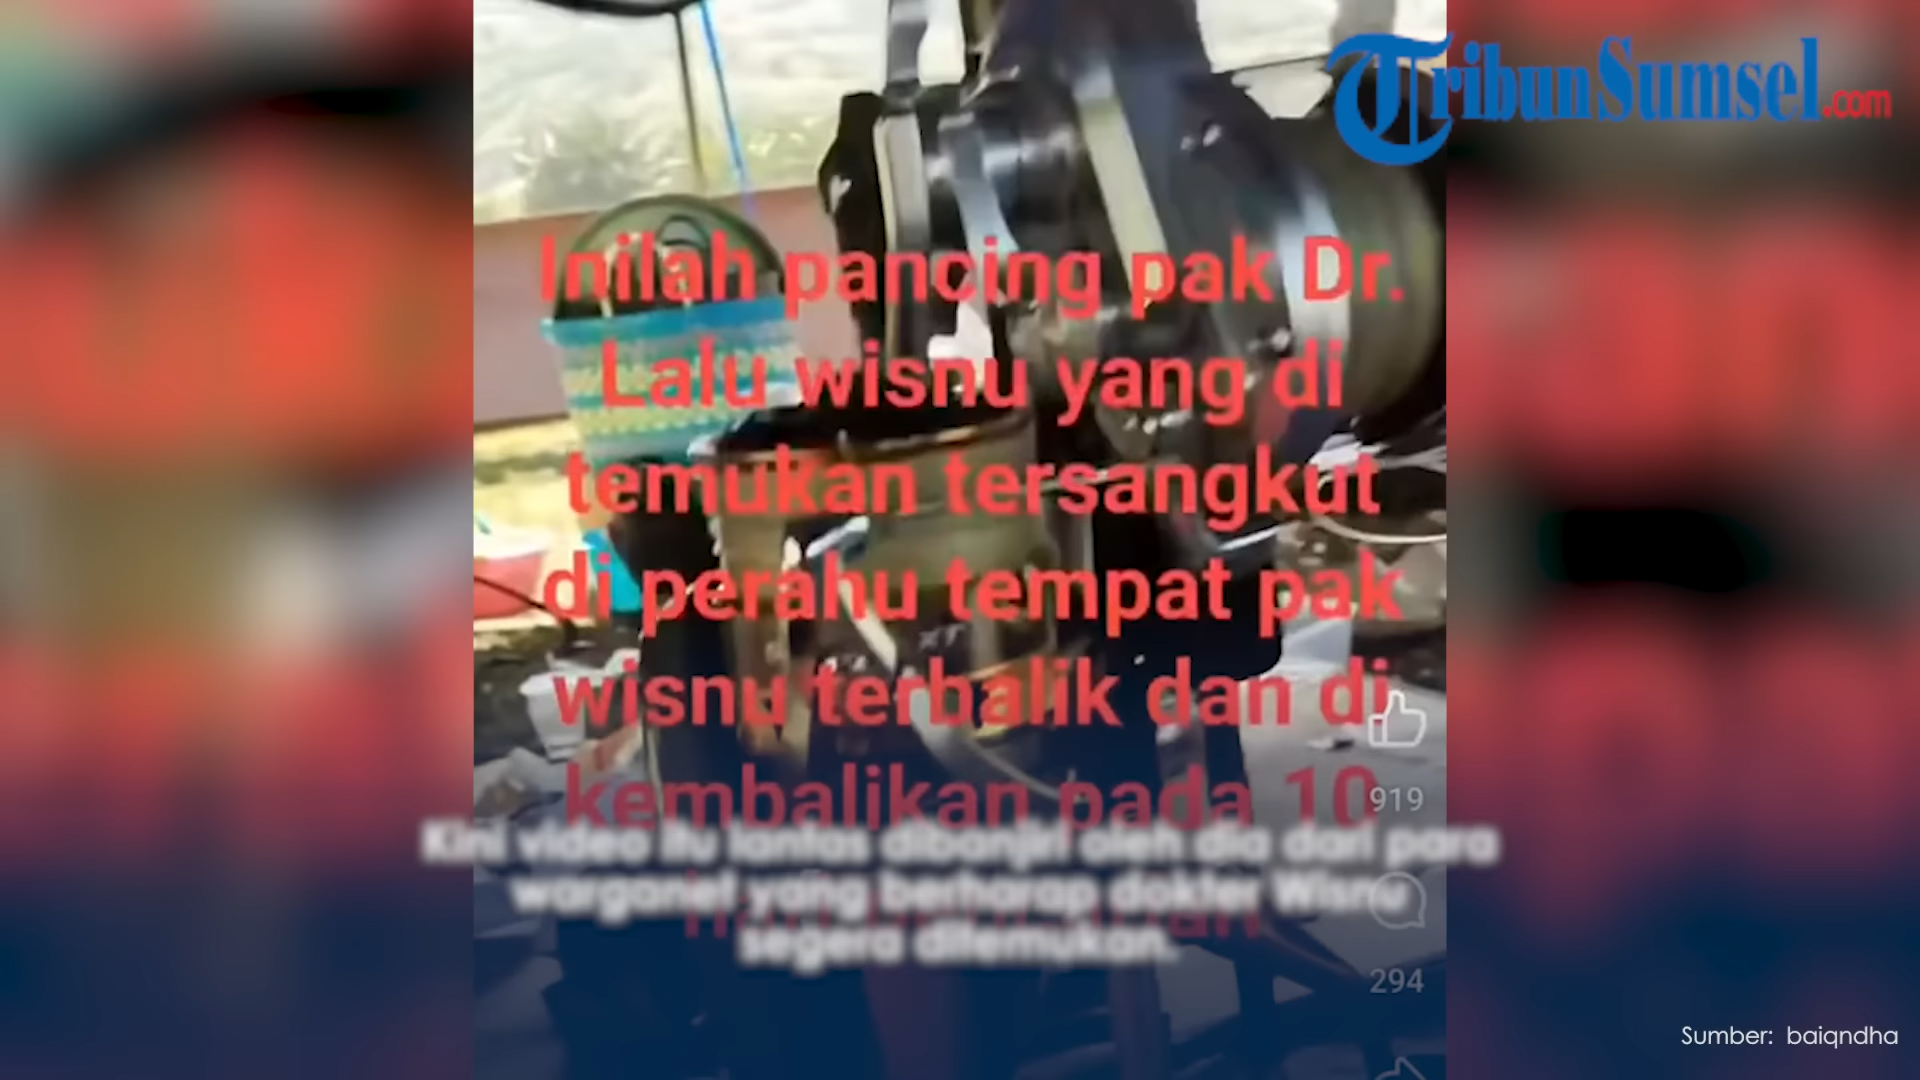 TribunSumsel.com
Inilah pancing pak Dr.
Lalu wisnu yang di
temukan tersangkut
di perahu tempat pak
wisnu terbalik dan di
kembalikan pada 10
XT
919
Kini video itu lantas dibanjiri oleh dia dari para
warganet yang berharap dokter Wisnu
segera ditemukan.
294
Sumber: baiqndha